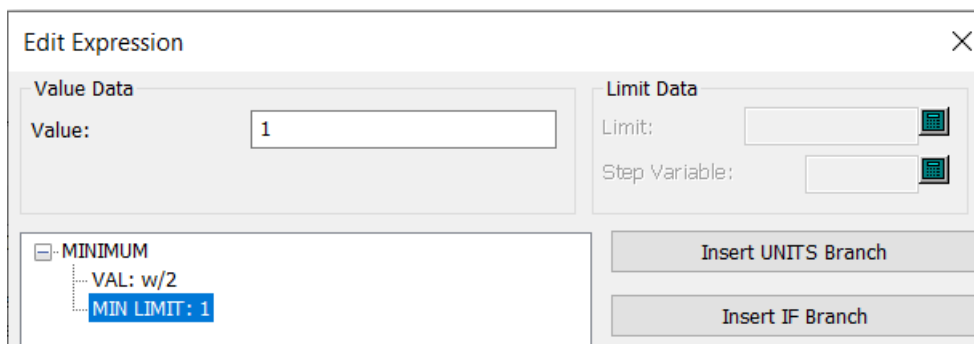 Edit Expression
Value Data
Value: 1
Limit Data
Limit:
Step Variable:
MINIMUM
VAL: w/2
MIN LIMIT: 1
Insert UNITS Branch
Insert IF Branch